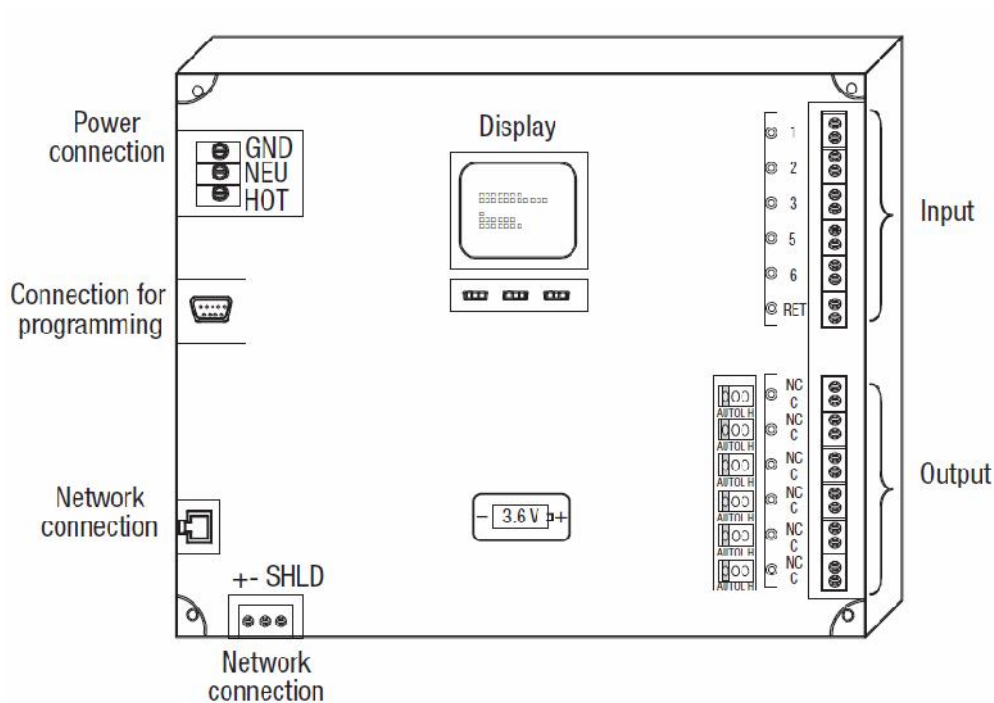 Power
connection
GND
NEU
HOT
Display
1
2
3
5
6
RET
Input
Connection for
programming
NC
C
AUTOL H
NC
C
AUTOL H
NC
C
AUTOL H
NC
C
AUTOL H
NC
C
AUTOL H
NC
C
AUTOL H
Output
Network
connection
- 3.6 V +
+- SHLD
Network
connection